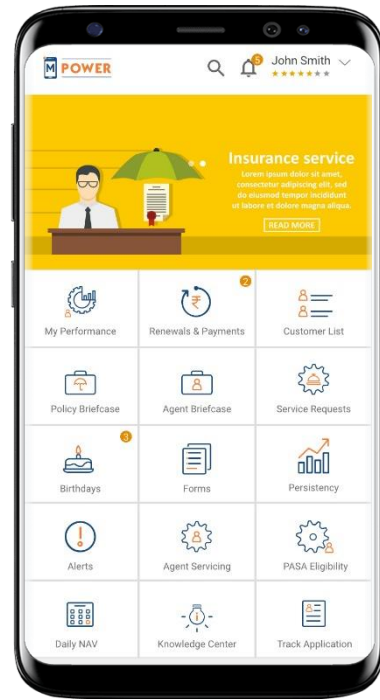 M POWER
5
John Smith
Insurance service
Lorem ipsum dolor sit amet,
consectetur adipiscing elit, sed
do eiusmod tempor incididunt
ut labore et dolore magna aliqua.
READ MORE
2
My Performance
Renewals & Payments
Customer List
Policy Briefcase
Agent Briefcase
Service Requests
3
Birthdays
Forms
Persistency
Alerts
Agent Servicing
PASA Eligibility
Daily NAV
Knowledge Center
Track Application